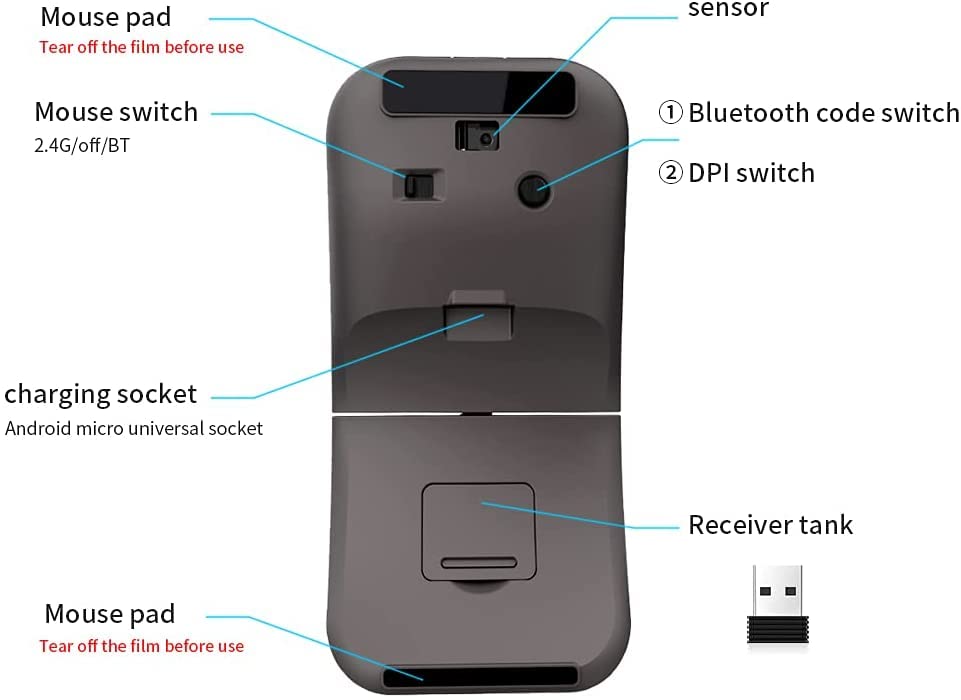 Mouse pad
Tear off the film before use
sensor
Mouse switch
2.4G/off/BT
① Bluetooth code switch
② DPI switch
charging socket
Android micro universal socket
Receiver tank
Mouse pad
Tear off the film before use